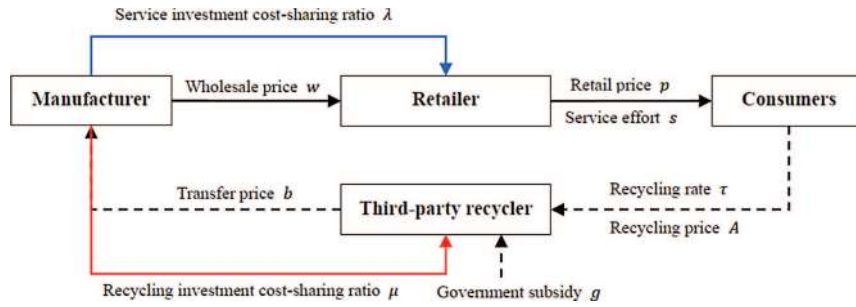 Service investment cost-sharing ratio λ
Manufacturer
Wholesale price w
Retailer
Retail price p
Service effort s
Consumers
Transfer price b
Third-party recycler
Recycling rate τ
Recycling price A
Recycling investment cost-sharing ratio μ
Government subsidy g